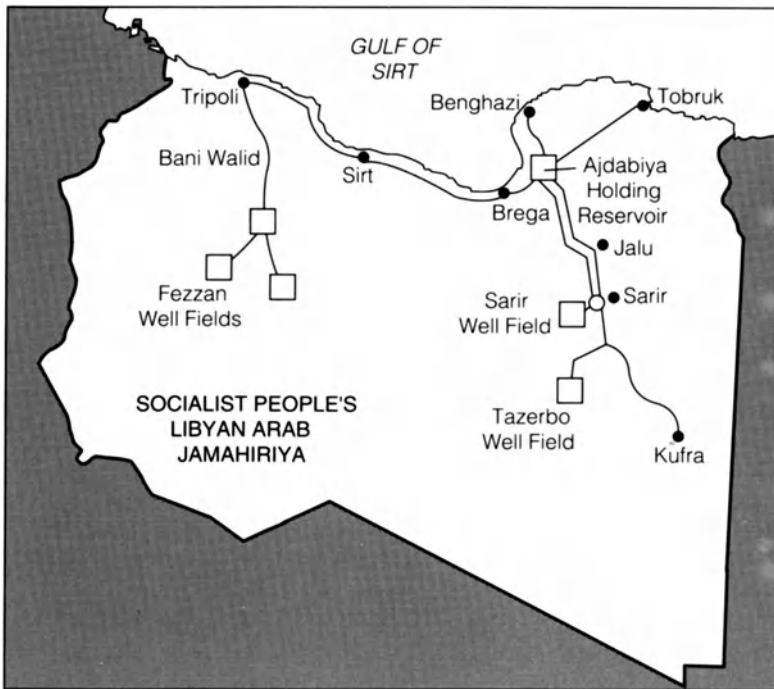 GULF OF
SIRT
Tripoli
Benghazi
Tobruk
Bani Walid
Sirt
Brega
Ajdabiya
Holding
Reservoir
Jalu
Fezzan
Well Fields
Sarir
Well Field
Sarir
SOCIALIST PEOPLE'S
LIBYAN ARAB
JAMAHIRIYA
Tazerbo
Well Field
Kufra